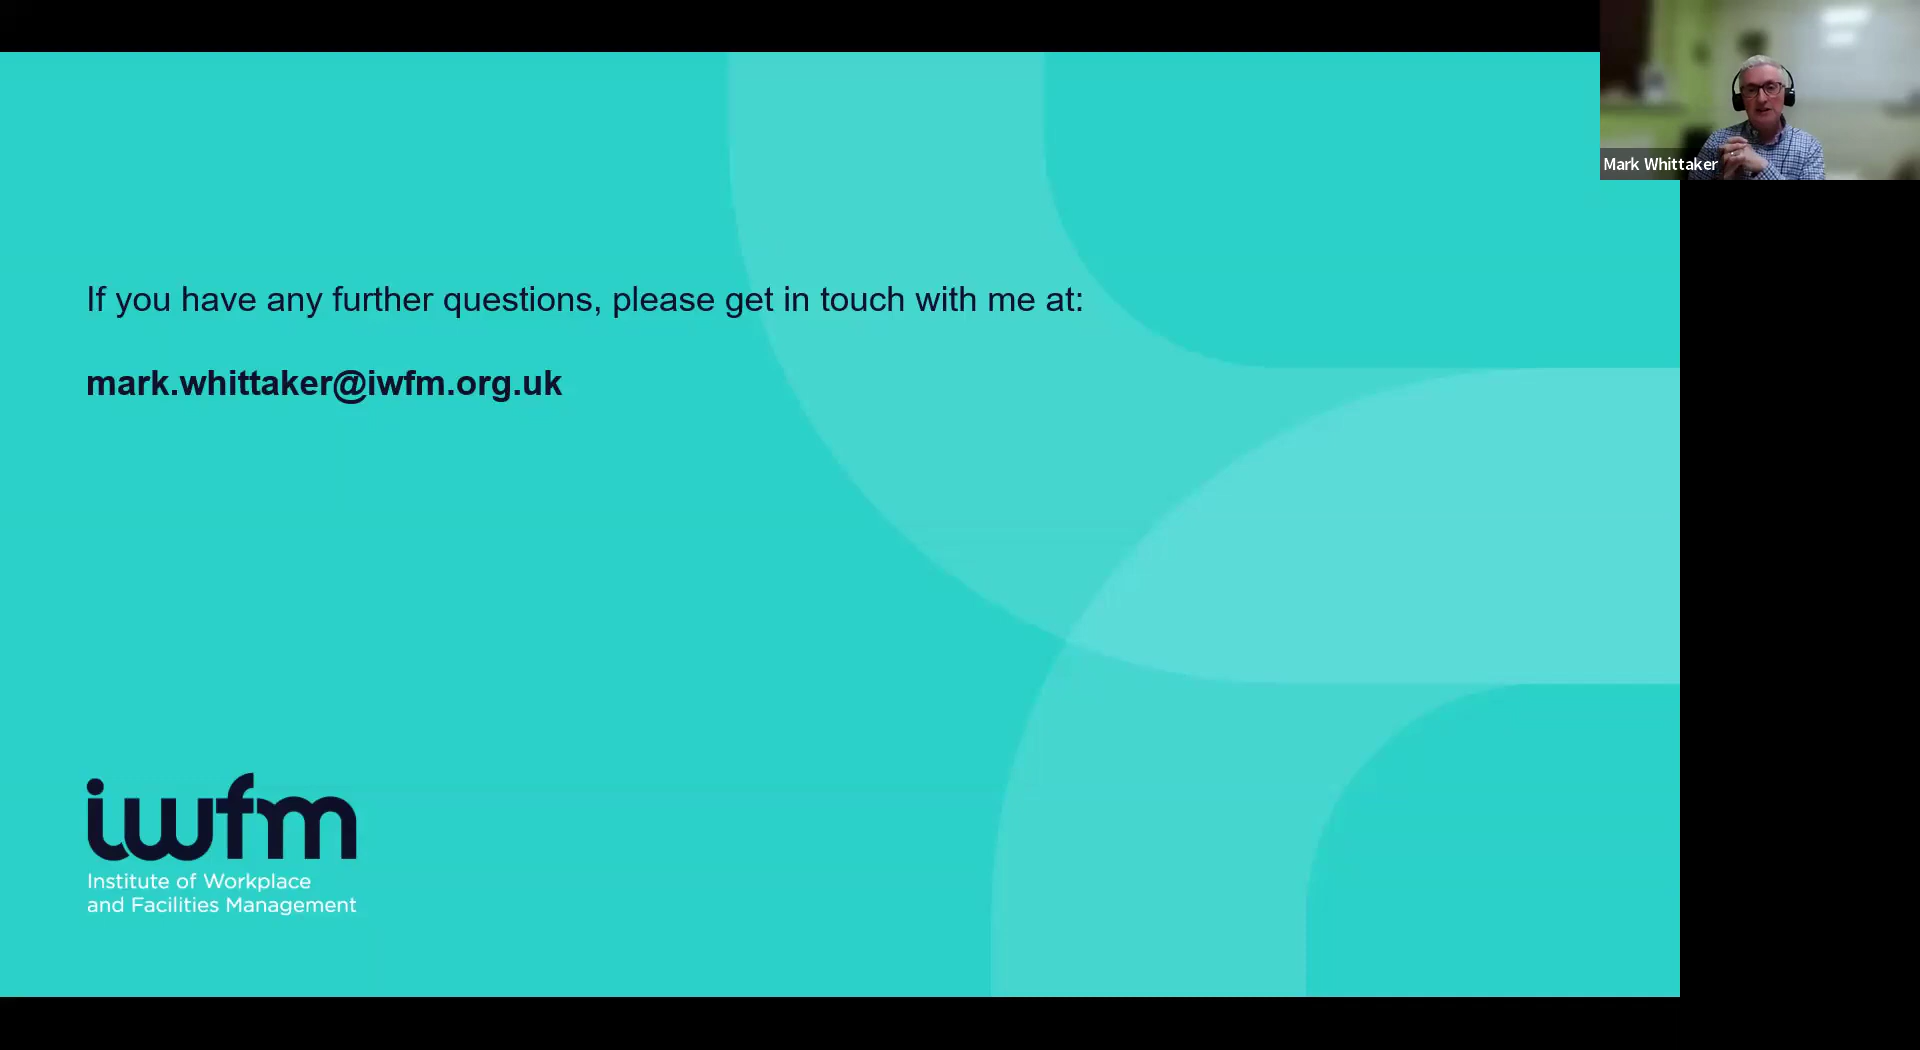 If you have any further questions, please get in touch with me at:
mark.whittaker@iwfm.org.uk
iwfm
Institute of Workplace
and Facilities Management
Mark Whittaker